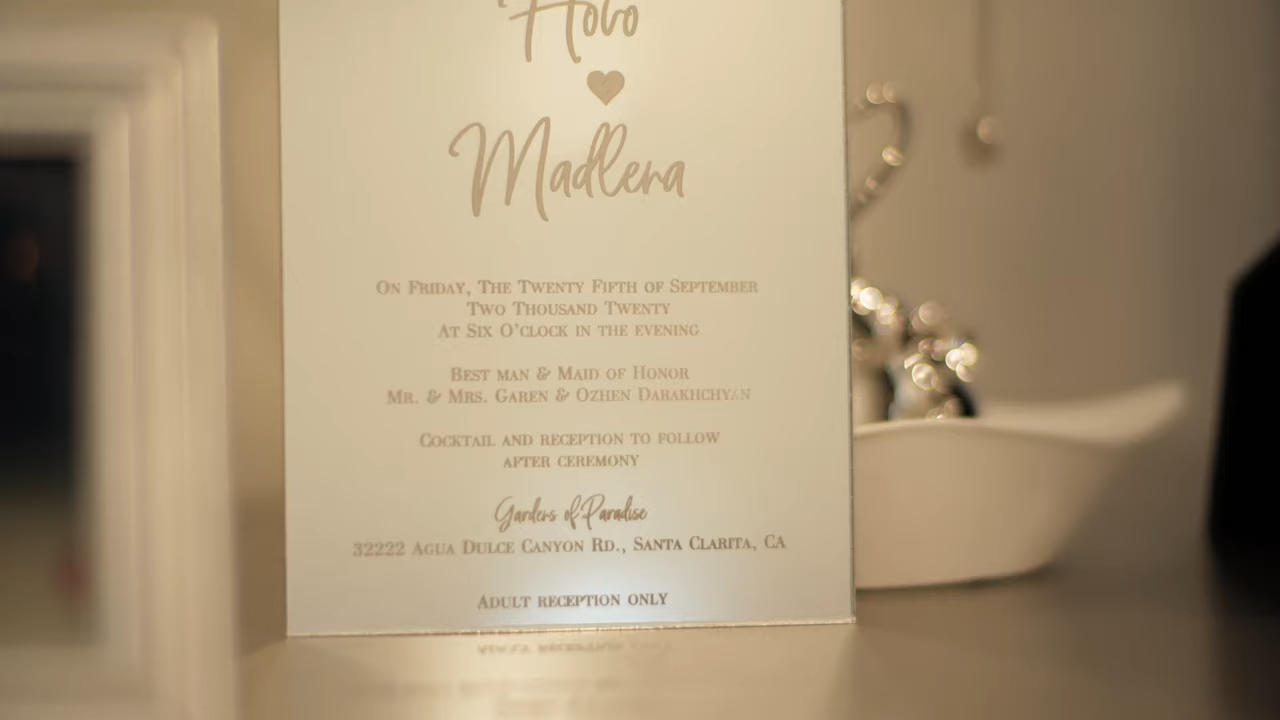 Hovo
Madlena
On Friday, The Twenty Fifth of September
Two Thousand Twenty
At Six O'clock in the evening
Best man & Maid of Honor
Mr. & Mrs. Garen & Ozhen Darakhchyan
Cocktail and reception to follow
after ceremony
Gardens of Paradise
32222 Agua Dulce Canyon Rd., Santa Clarita, CA
Adult reception only